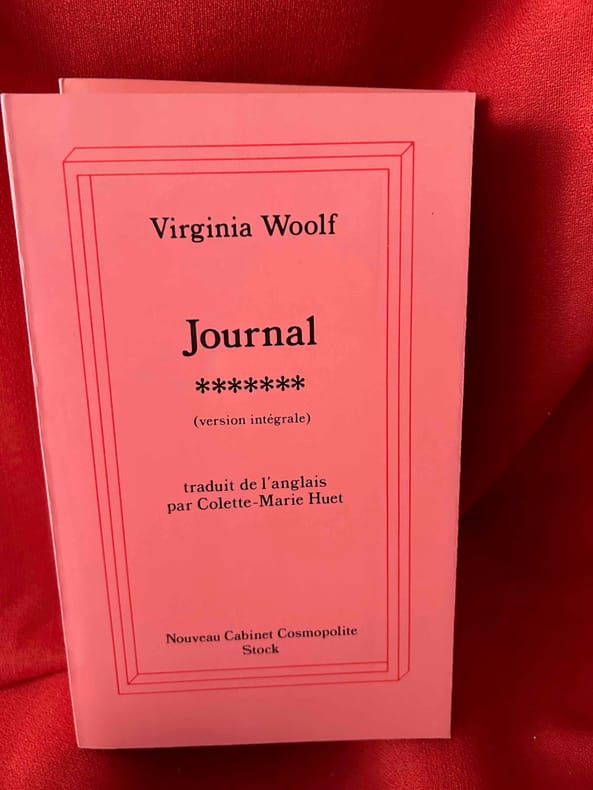 Virginia Woolf
Journal
*******
(version intégrale)
traduit de l'anglais
par Colette-Marie Huet
Nouveau Cabinet Cosmopolite
Stock